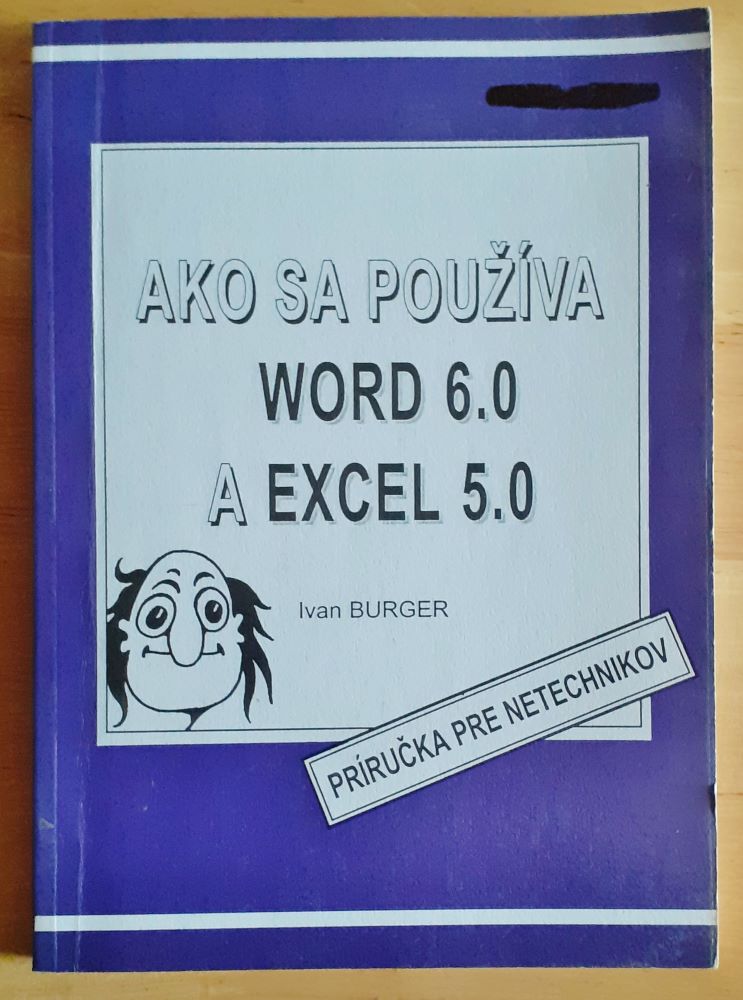 AKO SA POUŽÍVA
WORD 6.0
A EXCEL 5.0
Ivan BURGER
PRÍRUČKA PRE NETECHNIKOV